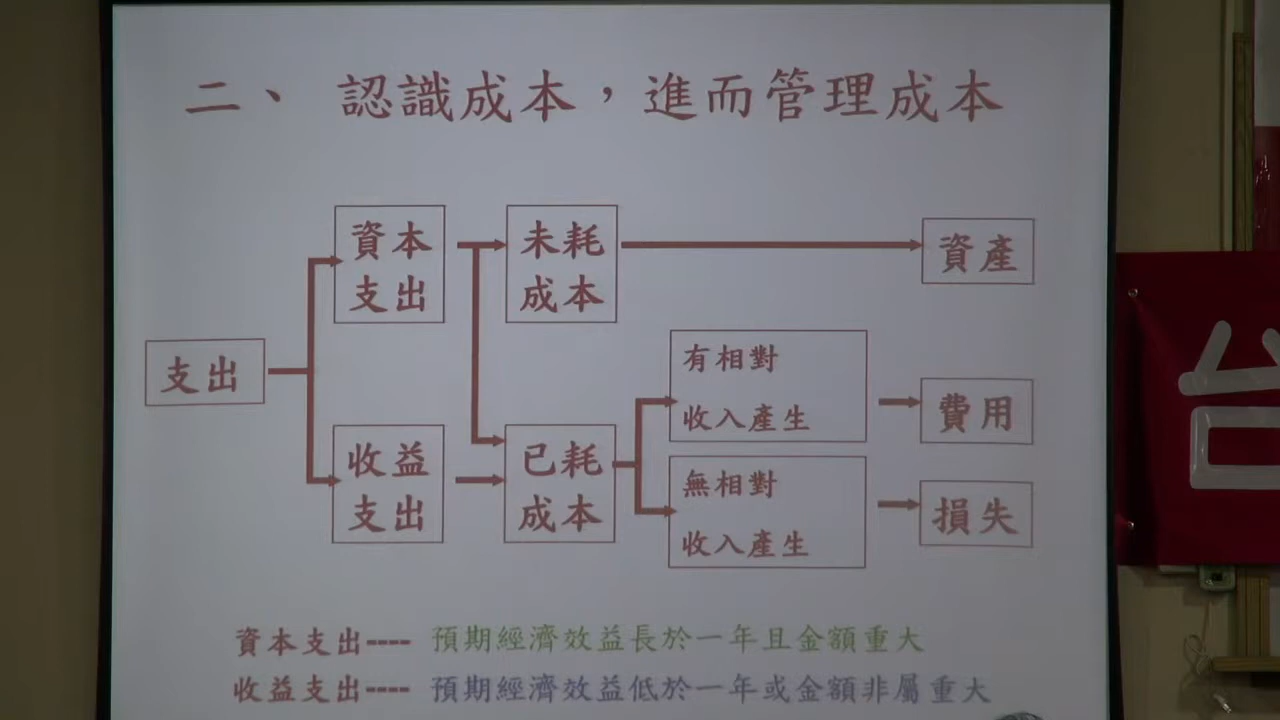 二、 認識成本，進而管理成本
支出
資本
支出
收益
支出
未耗
成本
已耗
成本
有相對
收入產生
無相對
收入產生
資產
費用
損失
資本支出---- 預期經濟效益長於一年且金額重大
收益支出---- 預期經濟效益低於一年或金額非屬重大
台